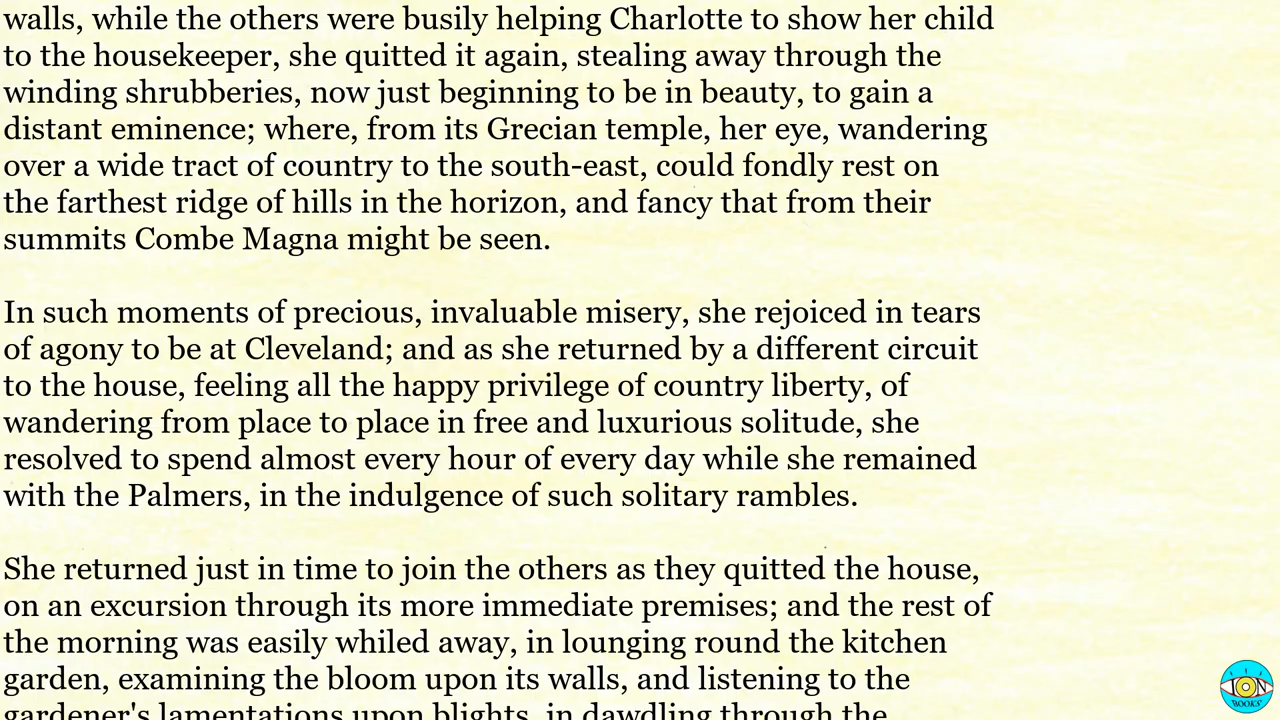 walls, while the others were busily helping Charlotte to show her child
to the housekeeper, she quitted it again, stealing away through the
winding shrubberies, now just beginning to be in beauty, to gain a
distant eminence; where, from its Grecian temple, her eye, wandering
over a wide tract of country to the south-east, could fondly rest on
the farthest ridge of hills in the horizon, and fancy that from their
summits Combe Magna might be seen.
In such moments of precious, invaluable misery, she rejoiced in tears
of agony to be at Cleveland; and as she returned by a different circuit
to the house, feeling all the happy privilege of country liberty, of
wandering from place to place in free and luxurious solitude, she
resolved to spend almost every hour of every day while she remained
with the Palmers, in the indulgence of such solitary rambles.
She returned just in time to join the others as they quitted the house,
on an excursion through its more immediate premises; and the rest of
the morning was easily whiled away, in lounging round the kitchen
garden, examining the bloom upon its walls, and listening to the
gardener's lamentations upon blights, in dawdling through the
ION
BOOKS